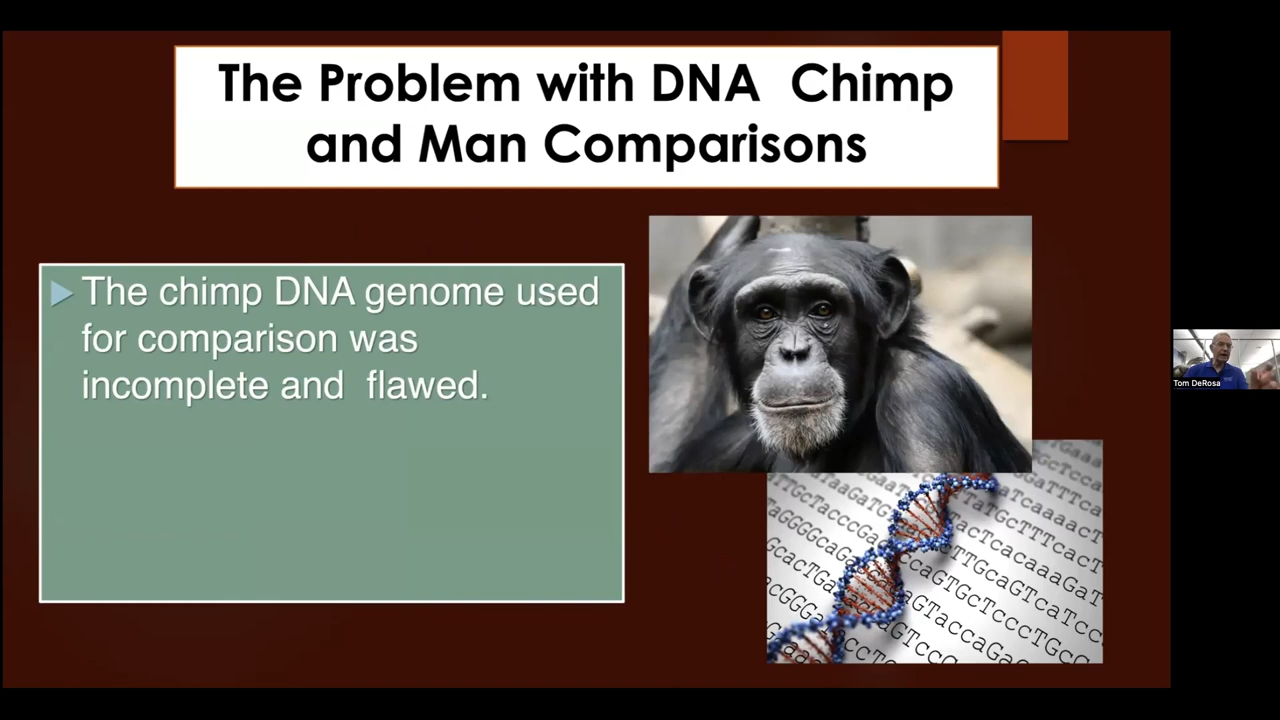 The Problem with DNA  Chimp
and Man Comparisons
The chimp DNA genome used
for comparison was
incomplete and  flawed.
Tom DeRosa